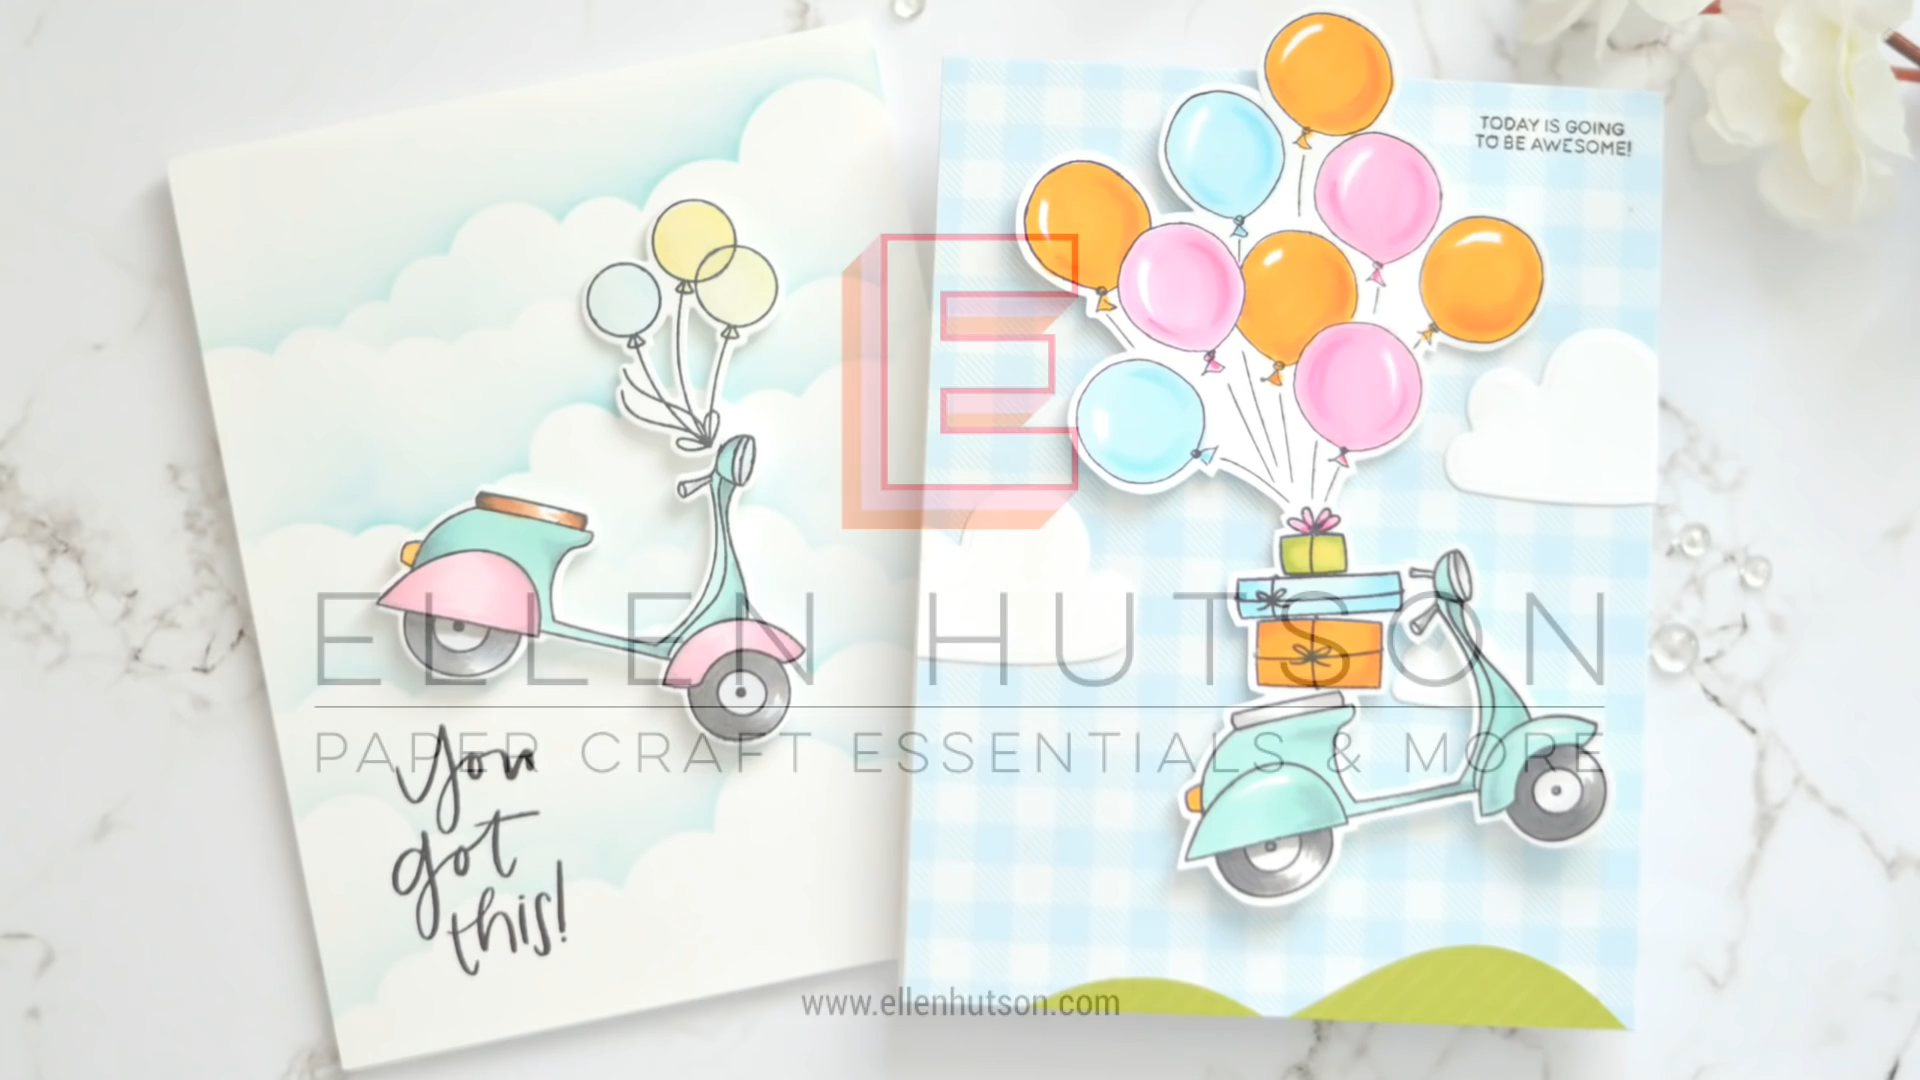 TODAY IS GOING
TO BE AWESOME!
E
ELLEN HUTSON
PAPER CRAFT ESSENTIALS & MORE
You
got
this!
www.ellenhutson.com